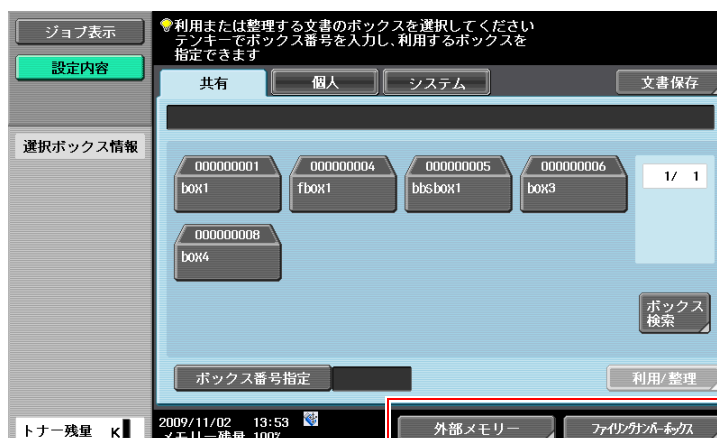 ジョブ表示
設定内容
利用または整理する文書のボックスを選択してください
テンキーでボックス番号を入力し、利用するボックスを
指定できます
共有
個人
システム
文書保存
選択ボックス情報
000000001
box1
000000004
fbox1
000000005
bbsbox1
000000006
box3
1/ 1
000000008
box4
ボックス
検索
ボックス番号指定
利用/整理
トナー残量 K
2009/11/02 13:53
メモリー残量 100%
外部メモリー
ファイリングナンバーボックス